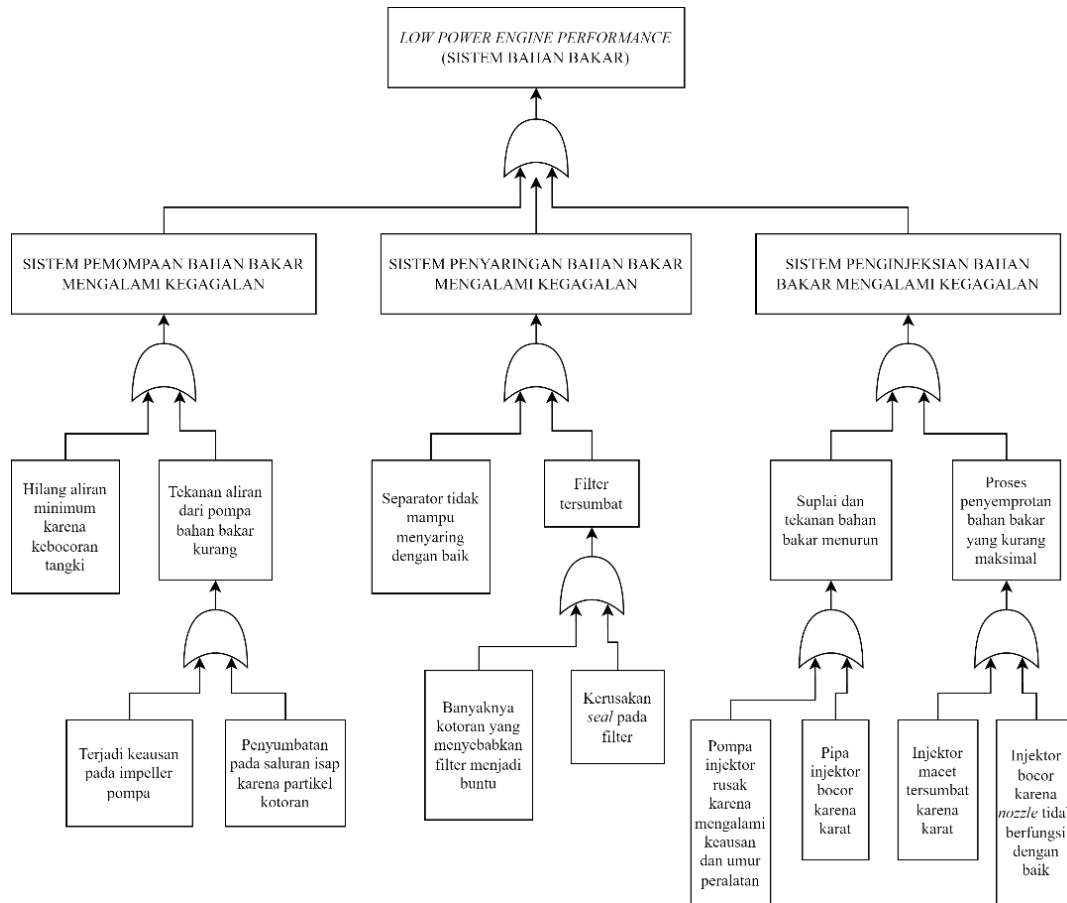 LOW POWER ENGINE PERFORMANCE
(SISTEM BAHAN BAKAR)
SISTEM PEMOMPAAN BAHAN BAKAR
MENGALAMI KEGAGALAN
SISTEM PENYARINGAN BAHAN BAKAR
MENGALAMI KEGAGALAN
SISTEM PENGINJEKSIAN BAHAN
BAKAR MENGALAMI KEGAGALAN
Hilang aliran
minimum
karena
kebocoran
tangki
Tekanan aliran
dari pompa
bahan bakar
kurang
Separator tidak
mampu
menyaring
dengan baik
Filter
tersumbat
Suplai dan
tekanan bahan
bakar menurun
Proses
penyemprotan
bahan bakar
yang kurang
maksimal
Terjadi keausan
pada impeller
pompa
Penyumbatan
pada saluran isap
karena partikel
kotoran
Banyaknya
kotoran yang
menyebabkan
filter menjadi
buntu
Kerusakan
seal pada
filter
Pompa
injektor
rusak
karena
mengalami
keausan
dan umur
peralatan
Pipa
injektor
bocor
karena
karat
Injektor
macet
tersumbat
karena
karat
Injektor
bocor
karena
nozzle tidak
berfungsi
dengan
baik